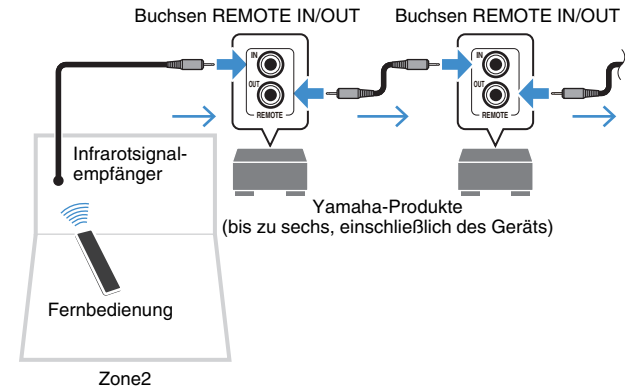 Buchsen REMOTE IN/OUT
Buchsen REMOTE IN/OUT
IN
OUT
REMOTE
IN
OUT
REMOTE
Infrarotsignal-
empfänger
Yamaha-Produkte
(bis zu sechs, einschließlich des Geräts)
Fernbedienung
Zone2